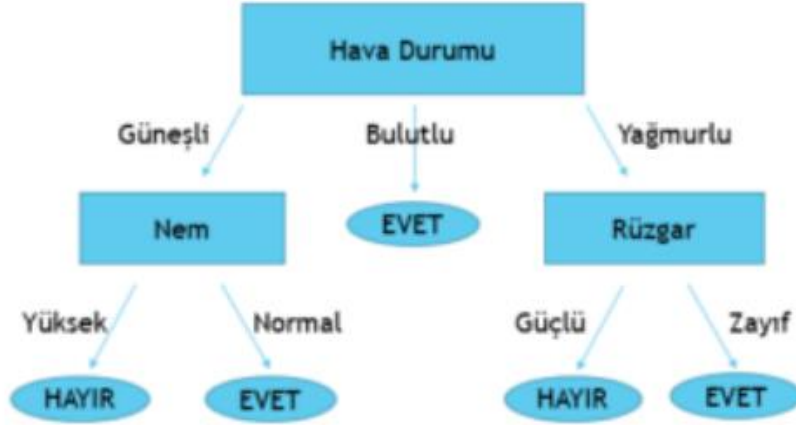 Hava Durumu
Güneşli
Bulutlu
Yağmurlu
Nem
EVET
Rüzgar
Yüksek
Normal
Güçlü
Zayıf
HAYIR
EVET
HAYIR
EVET